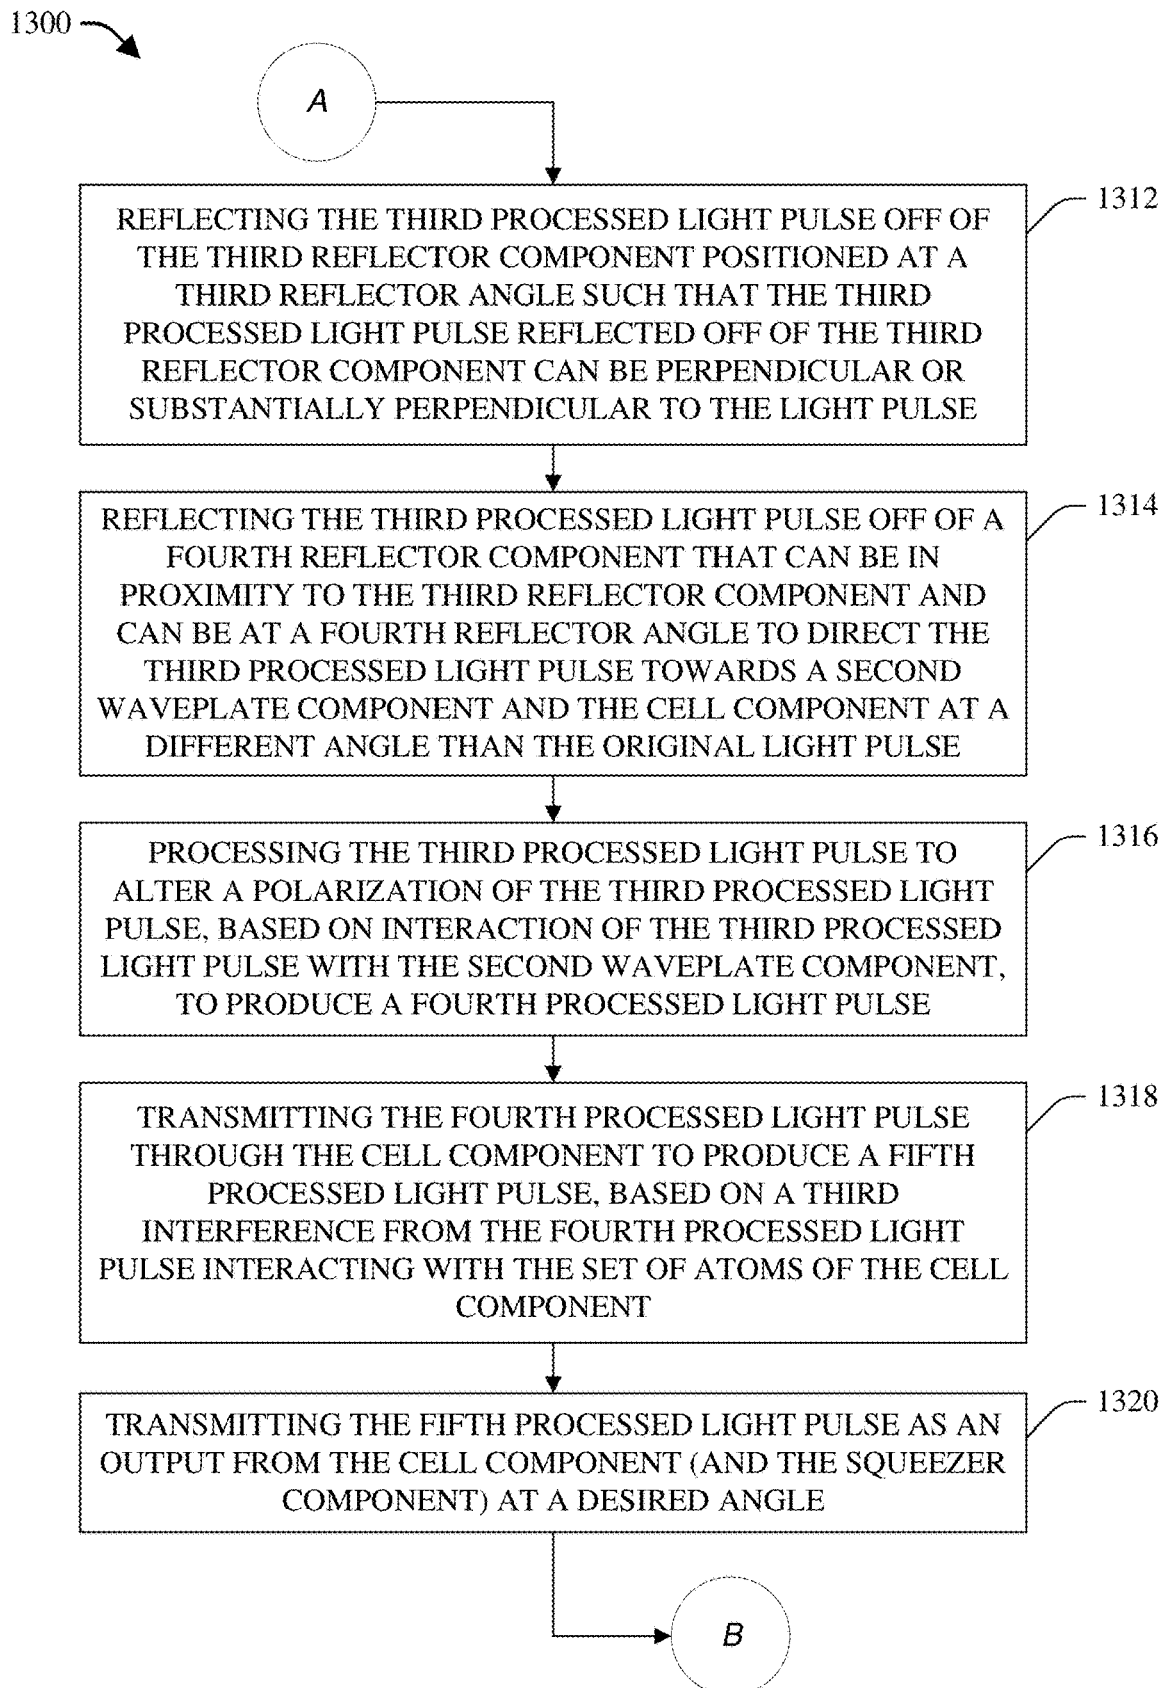 1300
A
REFLECTING THE THIRD PROCESSED LIGHT PULSE OFF OF
THE THIRD REFLECTOR COMPONENT POSITIONED AT A
THIRD REFLECTOR ANGLE SUCH THAT THE THIRD
PROCESSED LIGHT PULSE REFLECTED OFF OF THE THIRD
REFLECTOR COMPONENT CAN BE PERPENDICULAR OR
SUBSTANTIALLY PERPENDICULAR TO THE LIGHT PULSE
1312
REFLECTING THE THIRD PROCESSED LIGHT PULSE OFF OF A
FOURTH REFLECTOR COMPONENT THAT CAN BE IN
PROXIMITY TO THE THIRD REFLECTOR COMPONENT AND
CAN BE AT A FOURTH REFLECTOR ANGLE TO DIRECT THE
THIRD PROCESSED LIGHT PULSE TOWARDS A SECOND
WAVEPLATE COMPONENT AND THE CELL COMPONENT AT A
DIFFERENT ANGLE THAN THE ORIGINAL LIGHT PULSE
1314
PROCESSING THE THIRD PROCESSED LIGHT PULSE TO
ALTER A POLARIZATION OF THE THIRD PROCESSED LIGHT
PULSE, BASED ON INTERACTION OF THE THIRD PROCESSED
LIGHT PULSE WITH THE SECOND WAVEPLATE COMPONENT,
TO PRODUCE A FOURTH PROCESSED LIGHT PULSE
1316
TRANSMITTING THE FOURTH PROCESSED LIGHT PULSE
THROUGH THE CELL COMPONENT TO PRODUCE A FIFTH
PROCESSED LIGHT PULSE, BASED ON A THIRD
INTERFERENCE FROM THE FOURTH PROCESSED LIGHT
PULSE INTERACTING WITH THE SET OF ATOMS OF THE CELL
COMPONENT
1318
TRANSMITTING THE FIFTH PROCESSED LIGHT PULSE AS AN
OUTPUT FROM THE CELL COMPONENT (AND THE SQUEEZER
COMPONENT) AT A DESIRED ANGLE
1320
B